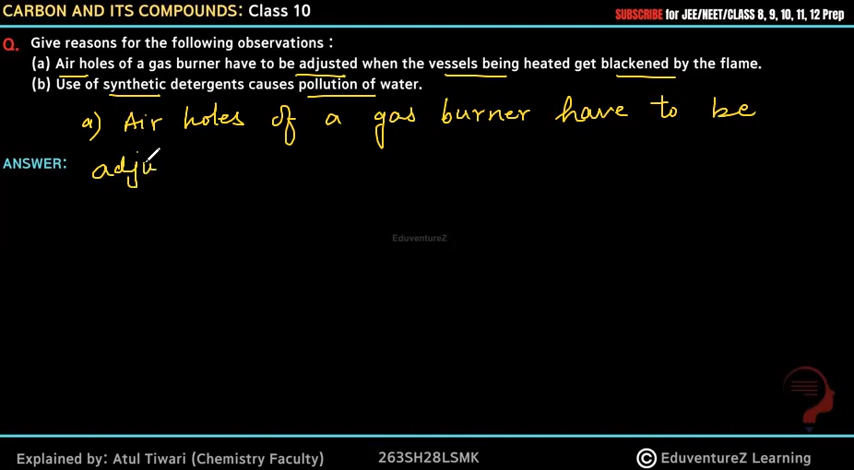 CARBON AND ITS COMPOUNDS: Class 10
SUBSCRIBE for JEE/NEET/CLASS 8, 9, 10, 11, 12 Prep
Q. Give reasons for the following observations :
(a) Air holes of a gas burner have to be adjusted when the vessels being heated get blackened by the flame.
(b) Use of synthetic detergents causes pollution of water.
a) Air holes of a gas burner have to be
ANSWER: adju
EduventureZ
Explained by: Atul Tiwari (Chemistry Faculty)
263SH28LSMK
© EduventureZ Learning